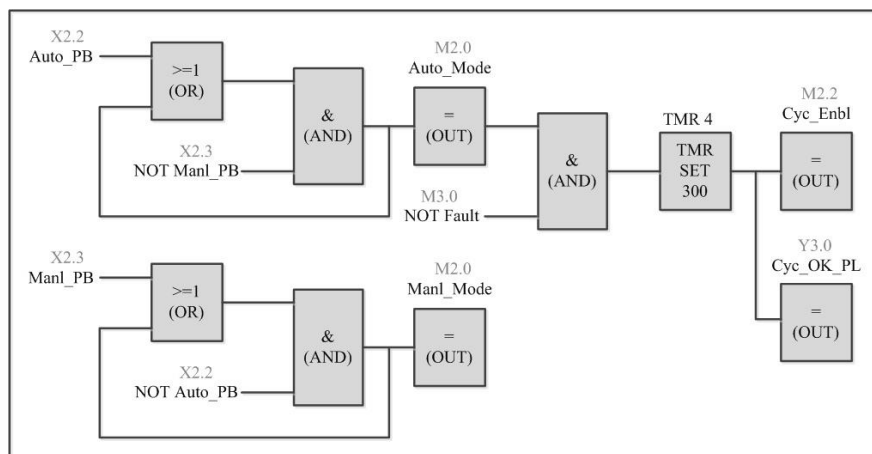 X2.2
Auto_PB
>=1
(OR)
&
(AND)
X2.3
NOT Manl_PB
M2.0
Auto_Mode
=
(OUT)
M3.0
NOT Fault
&
(AND)
TMR 4
TMR
SET
300
M2.2
Cyc_Enbl
=
(OUT)
Y3.0
Cyc_OK_PL
=
(OUT)
X2.3
Manl_PB
>=1
(OR)
&
(AND)
X2.2
NOT Auto_PB
M2.0
Manl_Mode
=
(OUT)